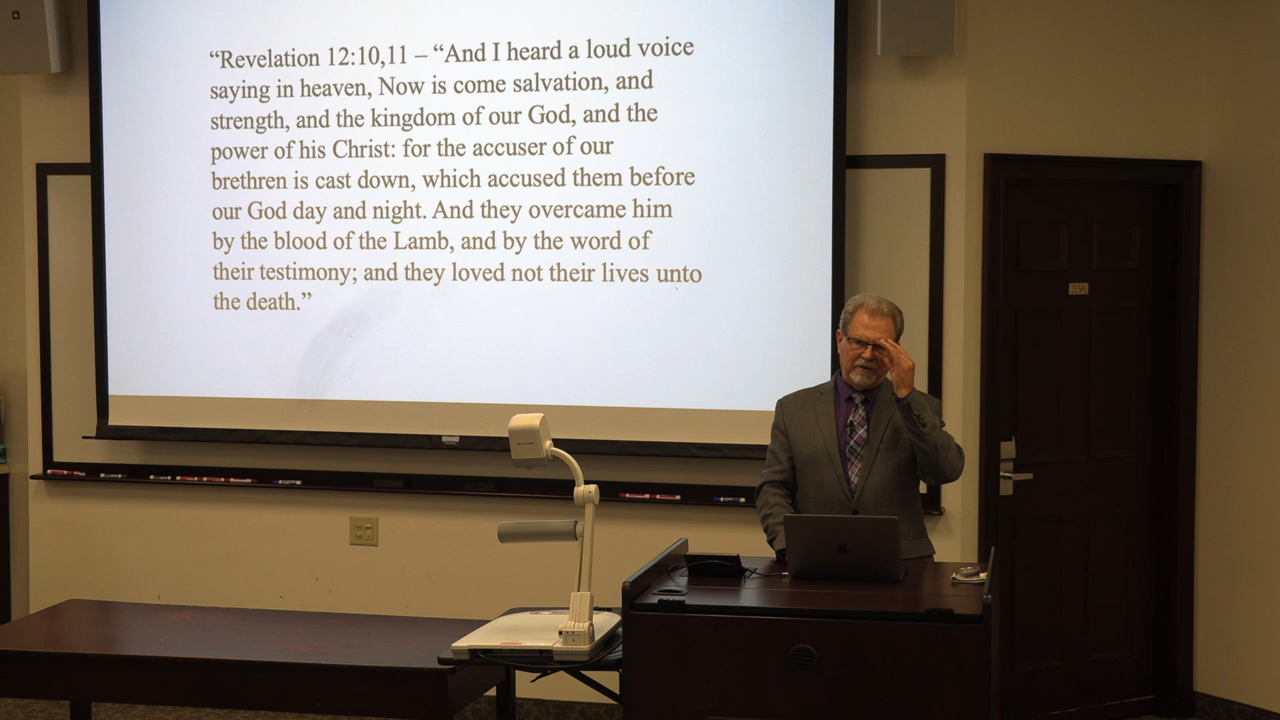 “Revelation 12:10,11 – “And I heard a loud voice
saying in heaven, Now is come salvation, and
strength, and the kingdom of our God, and the
power of his Christ: for the accuser of our
brethren is cast down, which accused them before
our God day and night. And they overcame him
by the blood of the Lamb, and by the word of
their testimony; and they loved not their lives unto
the death.”